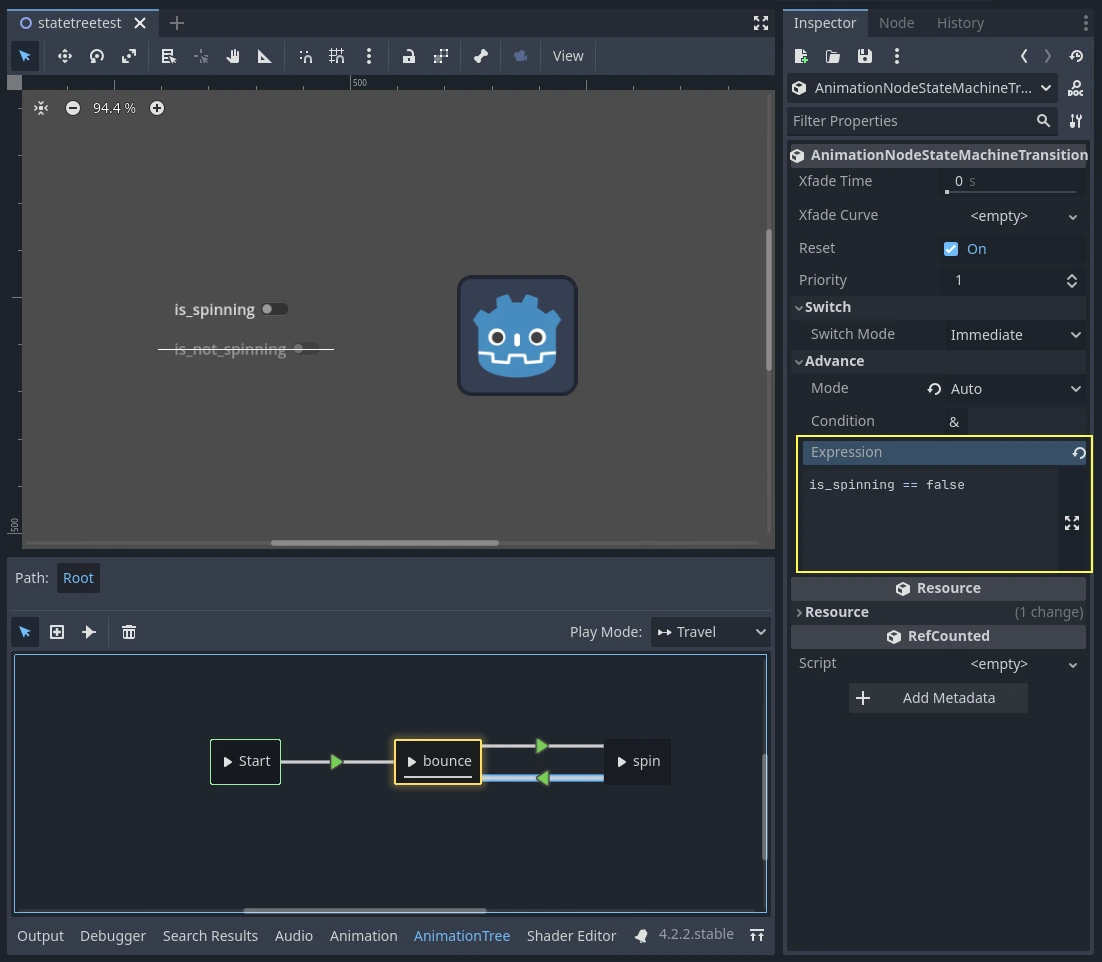 statetreetest
Inspector Node History
View
500
94.4 %
AnimationNodeStateMachineTr...
Filter Properties
AnimationNodeStateMachineTransition
Xfade Time 0 s
Xfade Curve <empty>
Reset On
Priority 1
Switch
Switch Mode Immediate
Advance
Mode Auto
Condition &
Expression
is_spinning == false
Resource
Resource (1 change)
RefCounted
Script <empty>
Add Metadata
is_spinning
is_not_spinning
500
Path: Root
Play Mode: Travel
Start bounce spin
Output Debugger Search Results Audio Animation AnimationTree Shader Editor 4.2.2.stable